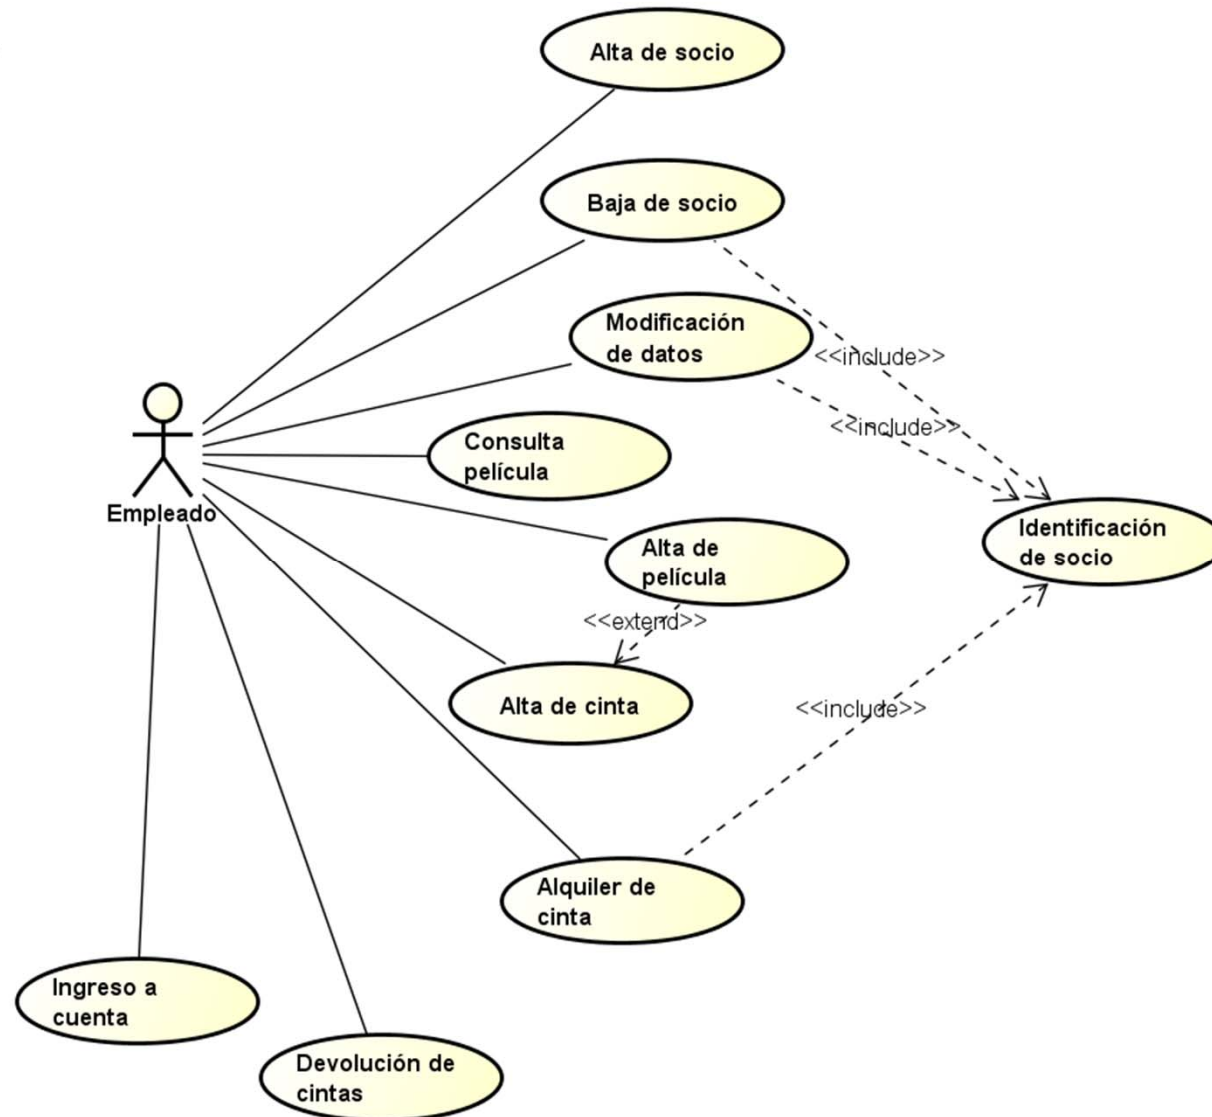 Alta de socio
Baja de socio
Modificación
de datos
<<include>>
<<include>>
Consulta
película
Empleado
Identificación
de socio
Alta de
película
<<extend>>
Alta de cinta
<<include>>
Alquiler de
cinta
Ingreso a
cuenta
Devolución de
cintas